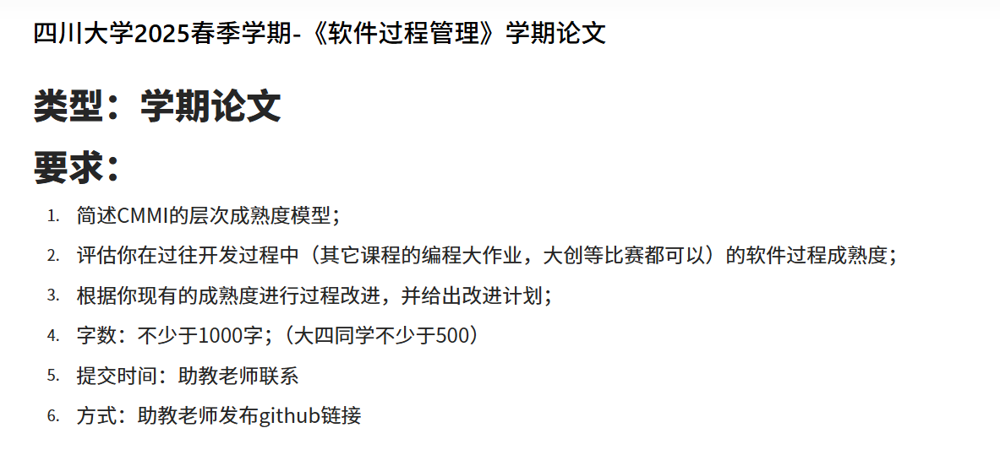 四川大学2025春季学期-《软件过程管理》学期论文
类型：学期论文
要求：
1. 简述CMMI的层次成熟度模型；
2. 评估你在过往开发过程中（其它课程的编程大作业，大创等比赛都可以）的软件过程成熟度；
3. 根据你现有的成熟度进行过程改进，并给出改进计划；
4. 字数：不少于1000字；（大四同学不少于500）
5. 提交时间：助教老师联系
6. 方式：助教老师发布github链接